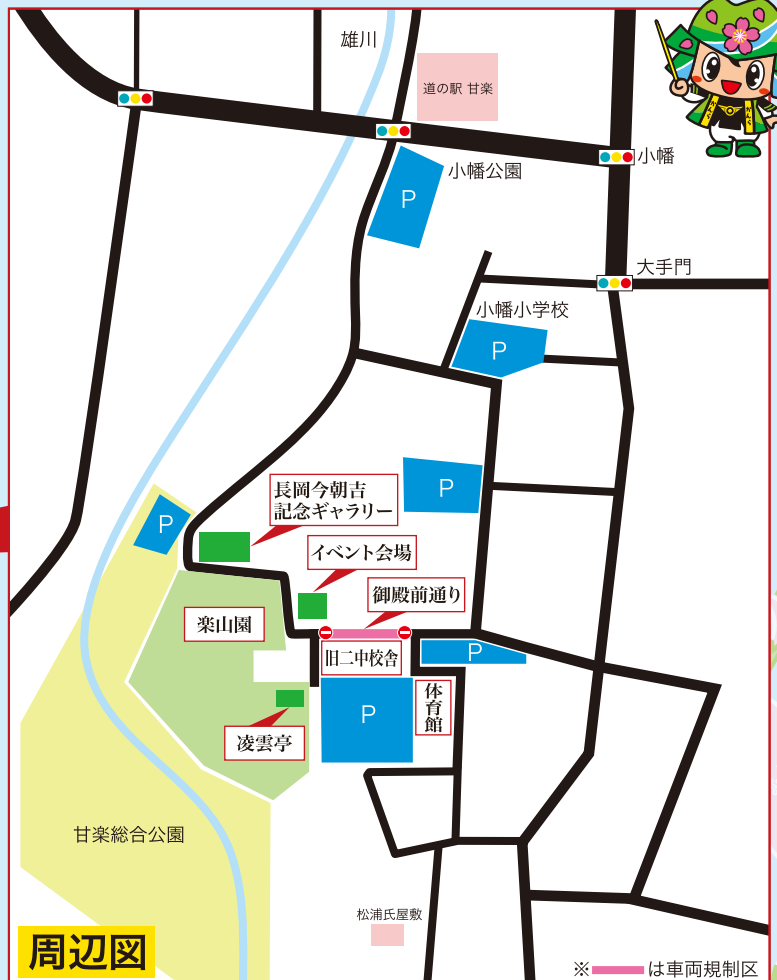 雄川
道の駅 甘楽
小幡
小幡公園
P
大手門
小幡小学校
P
P
長岡今朝吉
記念ギャラリー
P
イベント会場
御殿前通り
楽山園
旧二中校舎
P
体育館
P
凌雲亭
甘楽総合公園
松浦氏屋敷
周辺図
※は車両規制区